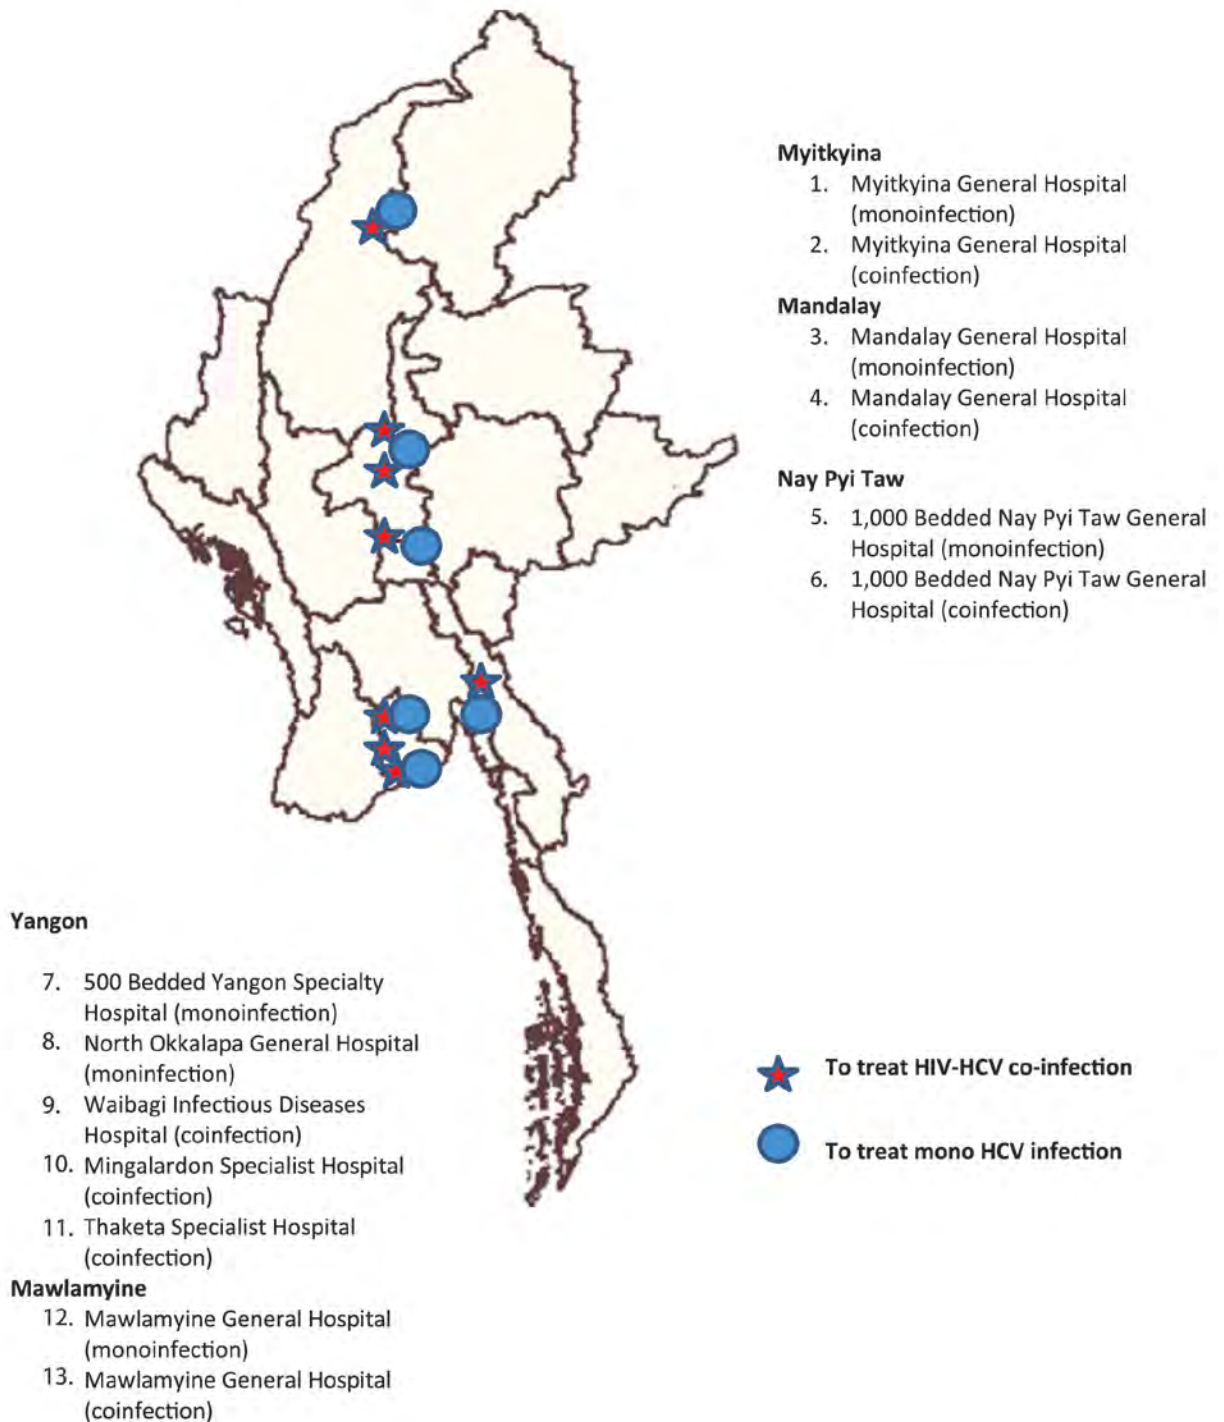 Myitkyina
1. Myitkyina General Hospital
(monoinfection)
2. Myitkyina General Hospital
(coinfection)
Mandalay
3. Mandalay General Hospital
(monoinfection)
4. Mandalay General Hospital
(coinfection)
Nay Pyi Taw
5. 1,000 Bedded Nay Pyi Taw General
Hospital (monoinfection)
6. 1,000 Bedded Nay Pyi Taw General
Hospital (coinfection)
Yangon
7. 500 Bedded Yangon Specialty
Hospital (monoinfection)
8. North Okkalapa General Hospital
(moninfection)
9. Waibagi Infectious Diseases
Hospital (coinfection)
10. Mingalardon Specialist Hospital
(coinfection)
11. Thaketa Specialist Hospital
(coinfection)
Mawlamyine
12. Mawlamyine General Hospital
(monoinfection)
13. Mawlamyine General Hospital
(coinfection)
To treat HIV-HCV co-infection
To treat mono HCV infection